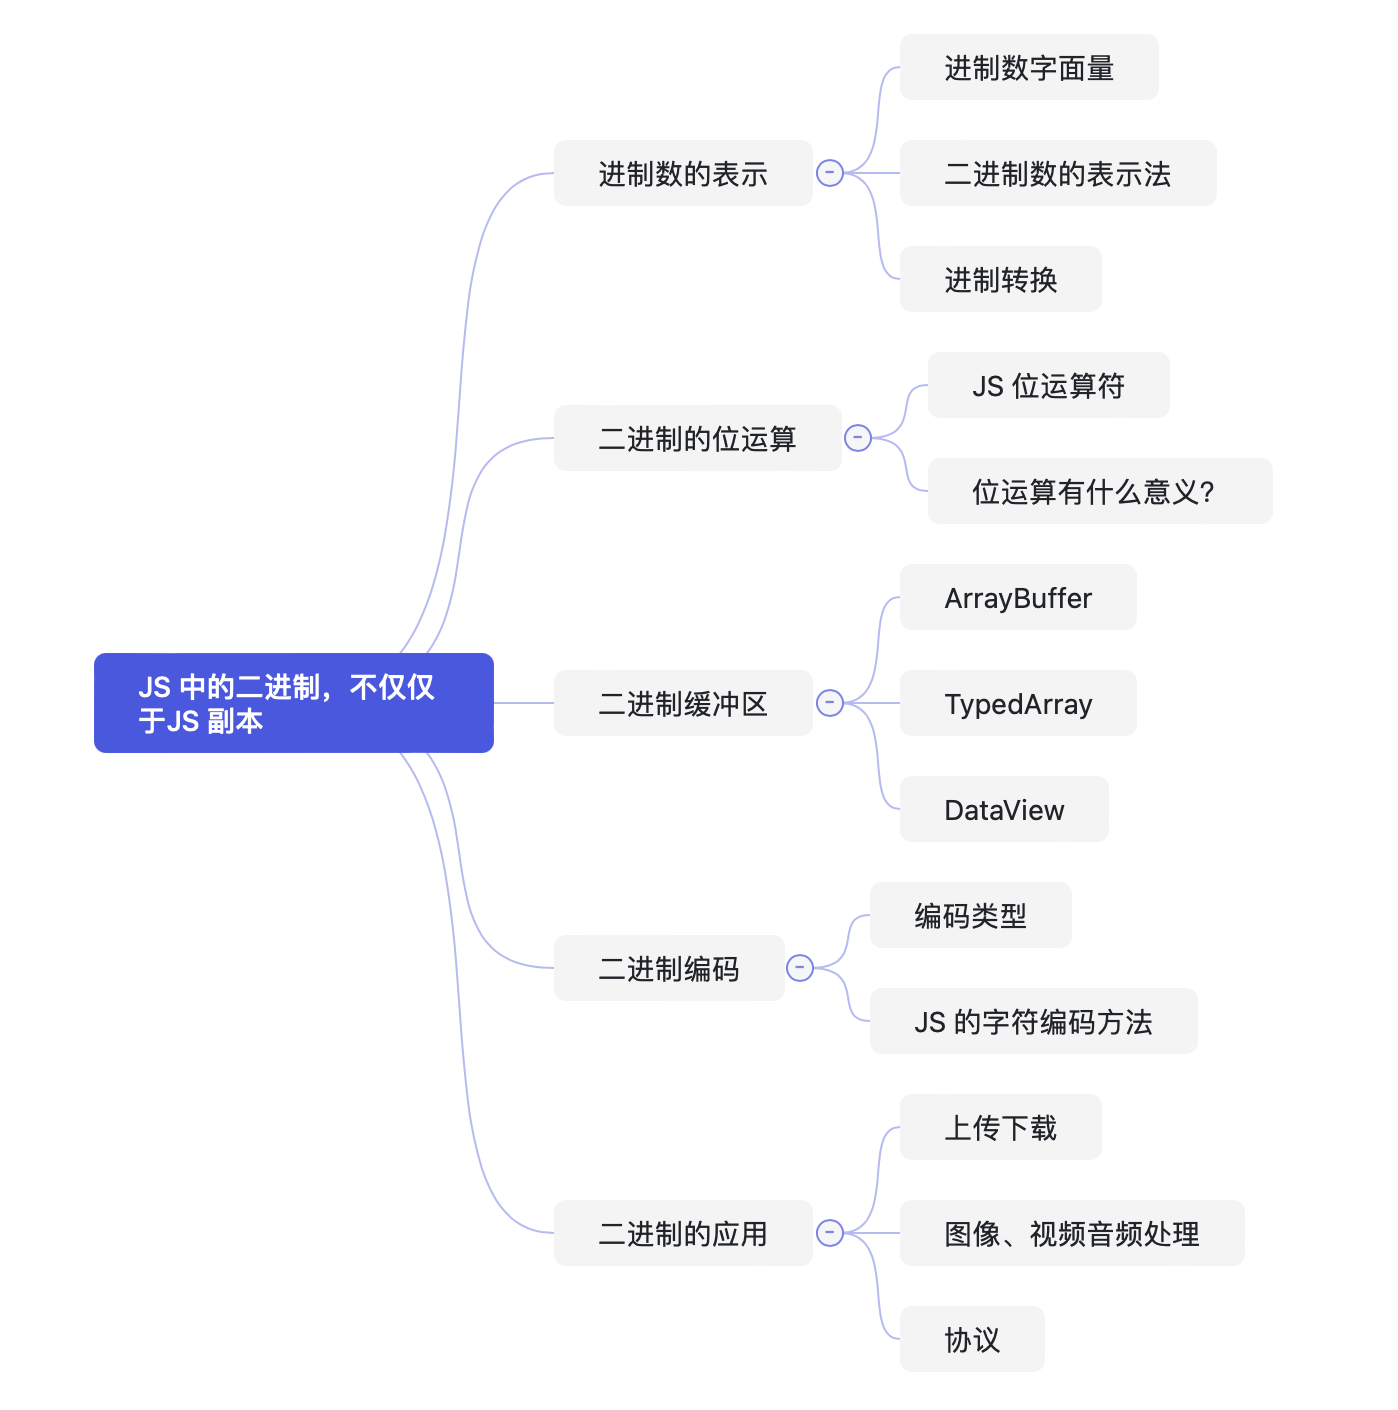 JS 中的二进制，不仅仅
于JS 副本
进制数的表示
进制数字面量
二进制数的表示法
进制转换
二进制的位运算
JS 位运算符
位运算有什么意义?
二进制缓冲区
ArrayBuffer
TypedArray
DataView
二进制编码
编码类型
JS 的字符编码方法
二进制的应用
上传下载
图像、视频音频处理
协议